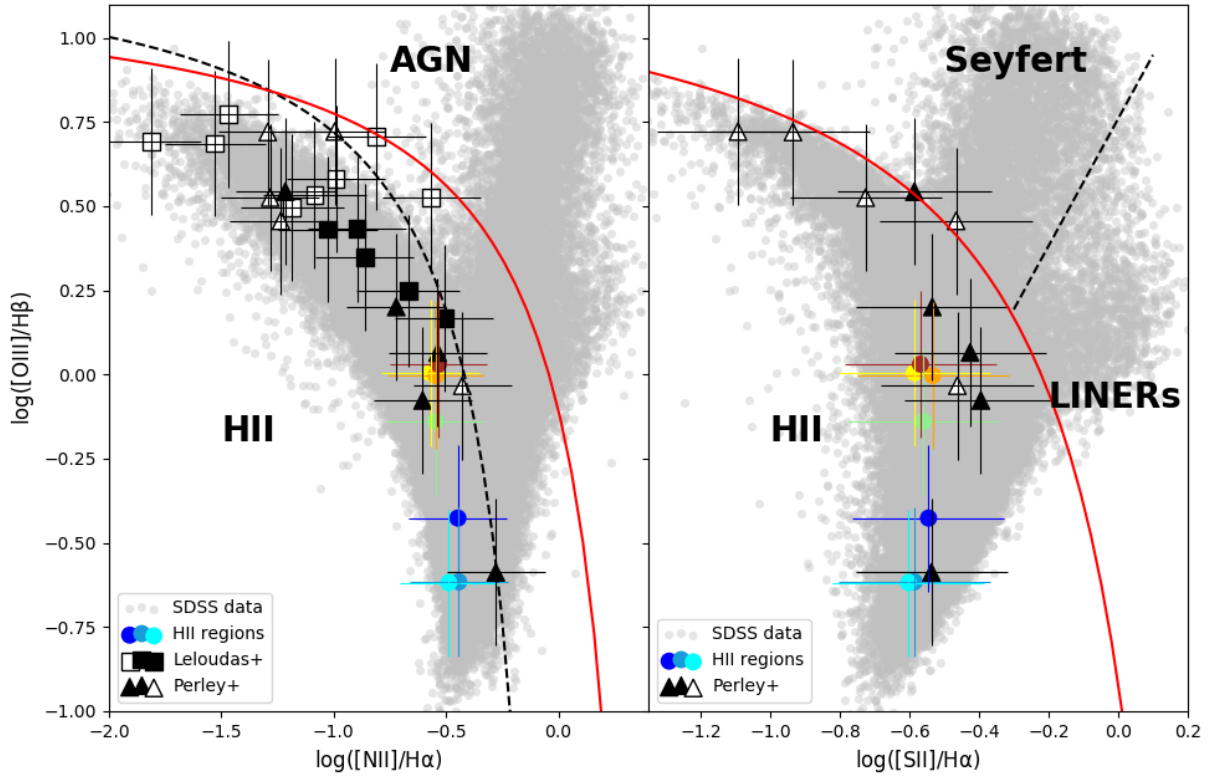 1.00
0.75
0.50
0.25
0.00
−0.25
−0.50
−0.75
−1.00
log([OIII]/Hβ)
AGN
HII
SDSS data
HII regions
Leloudas+
Perley+
−2.0 −1.5 −1.0 −0.5 0.0
log([NII]/Hα)
Seyfert
LINERs
HII
SDSS data
HII regions
Perley+
−1.2 −1.0 −0.8 −0.6 −0.4 −0.2 0.0 0.2
log([SII]/Hα)